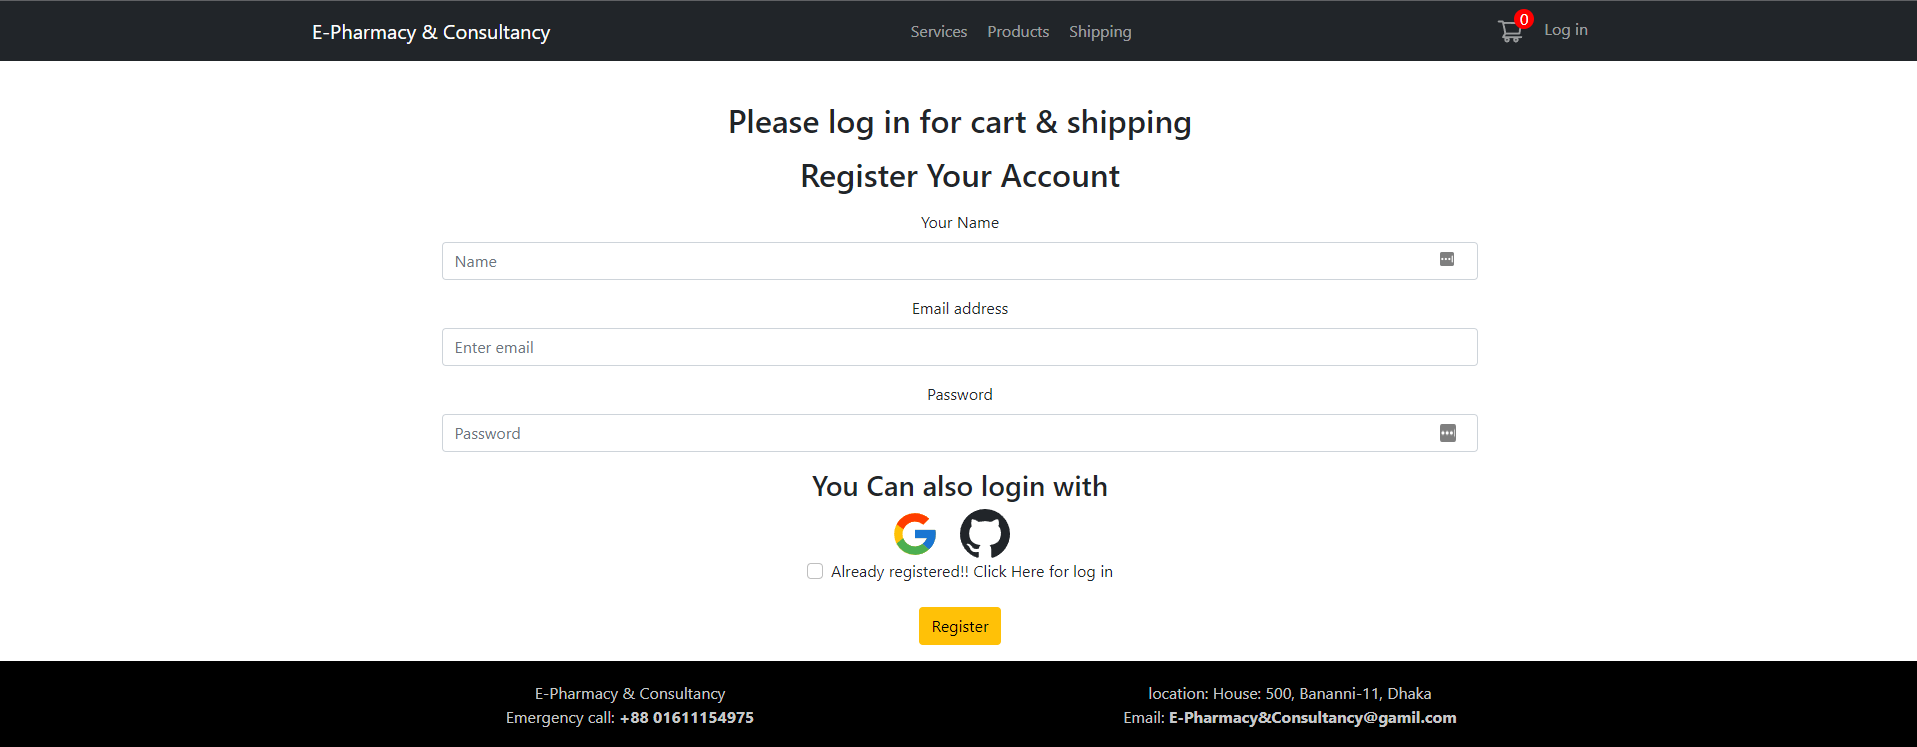 E-Pharmacy & Consultancy
Services Products Shipping
0
Log in
Please log in for cart & shipping
Register Your Account
Your Name
Name
Email address
Enter email
Password
Password
You Can also login with
Already registered!! Click Here for log in
Register
E-Pharmacy & Consultancy
Emergency call: +88 01611154975
location: House: 500, Bananni-11, Dhaka
Email: E-Pharmacy&Consultancy@gamil.com